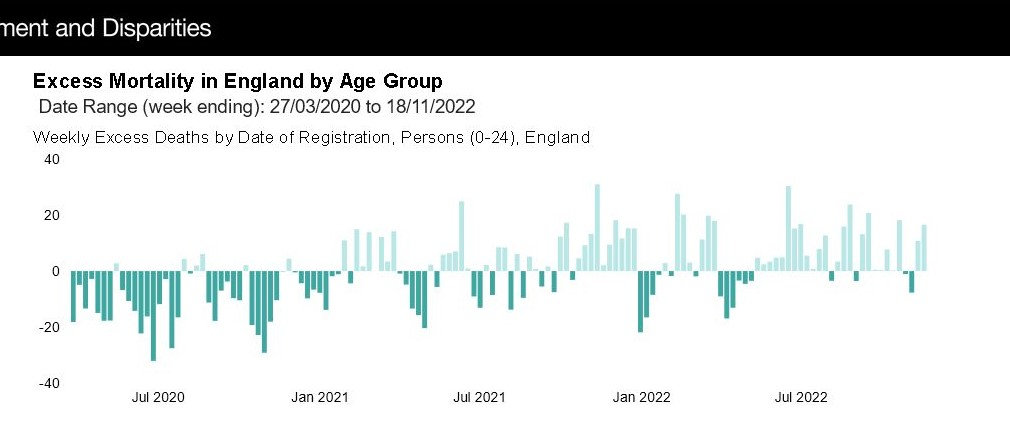 ment and Disparities
Excess Mortality in England by Age Group
Date Range (week ending): 27/03/2020 to 18/11/2022
Weekly Excess Deaths by Date of Registration, Persons (0-24), England
40
20
0
-20
-40
Jul 2020 Jan 2021 Jul 2021 Jan 2022 Jul 2022